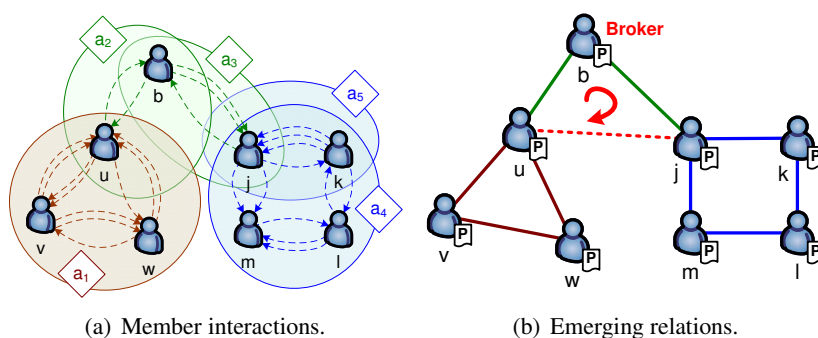 a2
b
a3
a5
u
j
k
a4
v
w
m
l
a1
(a) Member interactions.
Broker
P
b
P
u
P
j
P
k
P
v
P
w
P
m
P
l
P
(b) Emerging relations.